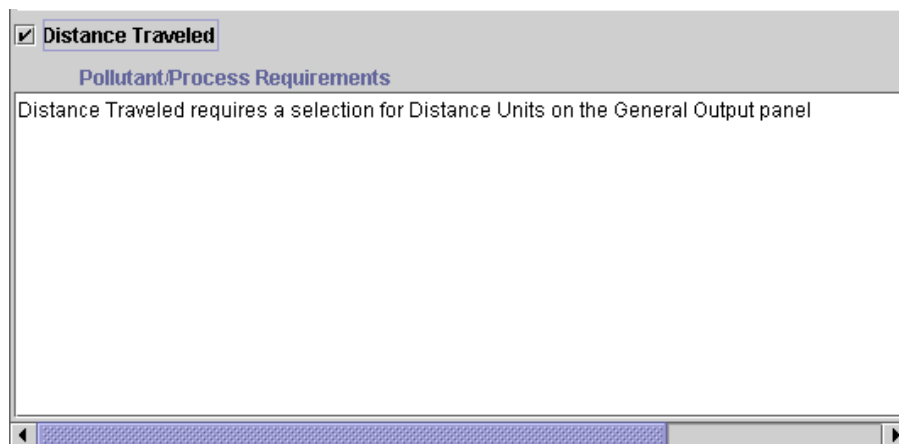 Distance Traveled
Pollutant/Process Requirements
Distance Traveled requires a selection for Distance Units on the General Output panel